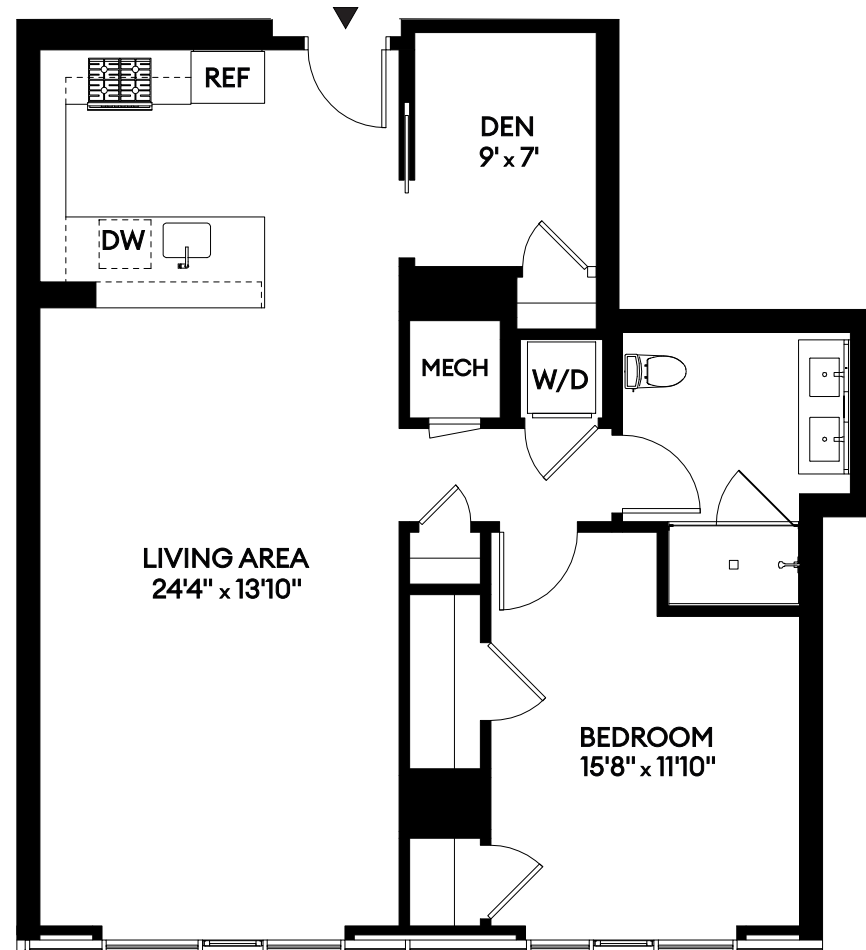 REF
DEN
9' x 7'
DW
MECH
W/D
LIVING AREA
24'4" x 13'10"
BEDROOM
15'8" x 11'10"